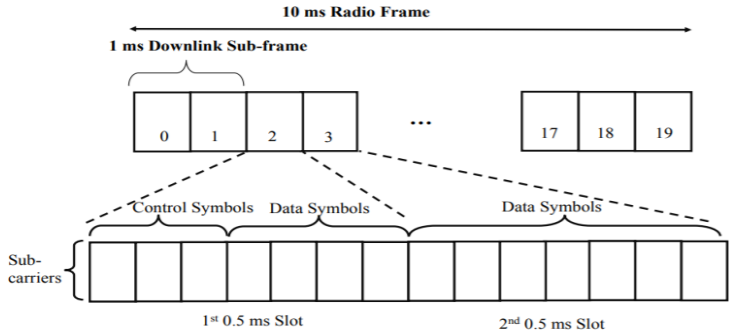 10 ms Radio Frame
1 ms Downlink Sub-frame
0 1 2 3 ... 17 18 19
Control Symbols Data Symbols Data Symbols
Sub-
carriers
1st 0.5 ms Slot 2nd 0.5 ms Slot